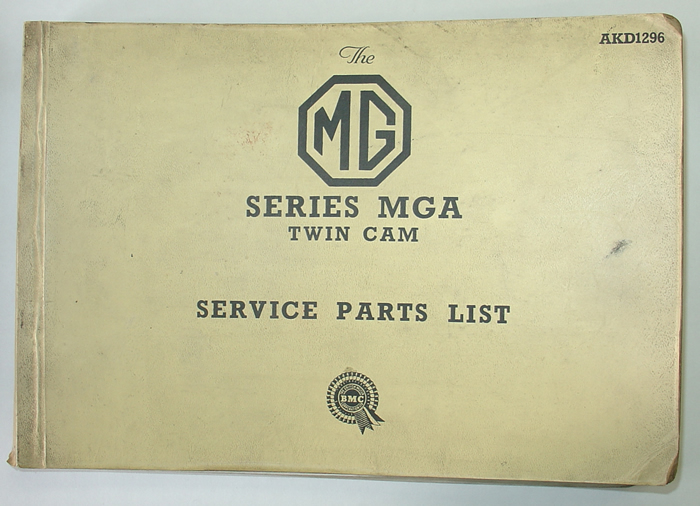 AKD1296
The
MG
SERIES MGA
TWIN CAM
SERVICE PARTS LIST
BMC